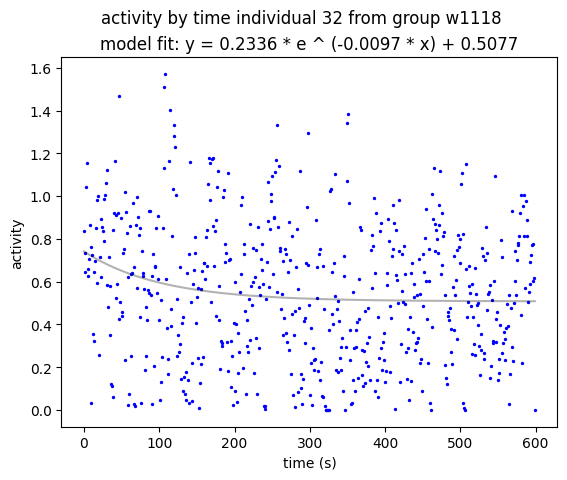 activity by time individual 32 from group w1118
model fit: y = 0.2336 * e ^ (-0.0097 * x) + 0.5077
1.6
1.4
1.2
1.0
0.8
0.6
0.4
0.2
0.0
activity
0 100 200 300 400 500 600
time (s)